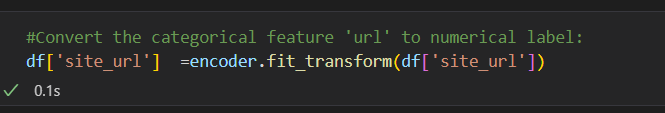 #Convert the categorical feature 'url' to numerical label:
df['site_url']  =encoder.fit_transform(df['site_url'])
0.1s